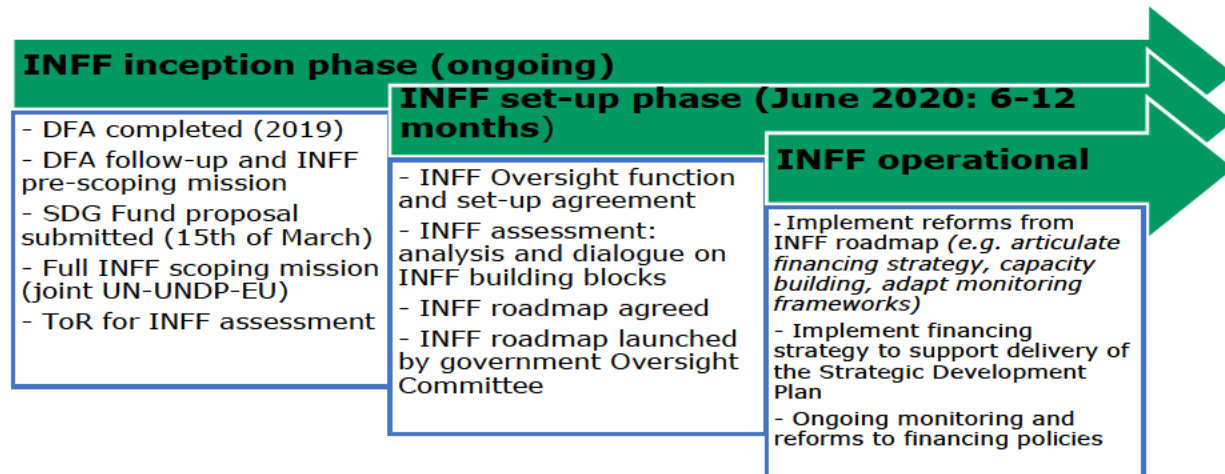 INFF inception phase (ongoing)
- DFA completed (2019)
- DFA follow-up and INFF
pre-scoping mission
- SDG Fund proposal
submitted (15th of March)
- Full INFF scoping mission
(joint UN-UNDP-EU)
- ToR for INFF assessment
INFF set-up phase (June 2020: 6-12
months)
- INFF Oversight function
and set-up agreement
- INFF assessment:
analysis and dialogue on
INFF building blocks
- INFF roadmap agreed
- INFF roadmap launched
by government Oversight
Committee
INFF operational
- Implement reforms from
INFF roadmap (e.g. articulate
financing strategy, capacity
building, adapt monitoring
frameworks)
- Implement financing
strategy to support delivery of
the Strategic Development
Plan
- Ongoing monitoring and
reforms to financing policies